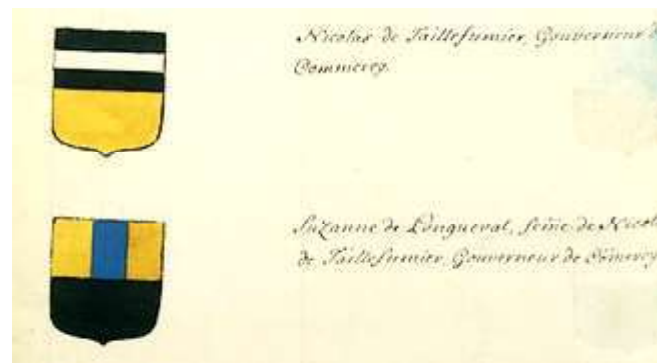 Nicolas de Taillefumier, Gouverneur d
Commercy.
Suzanne de Longueval, feme de Nicol
de Taillefumier, Gouverneur de Comercy